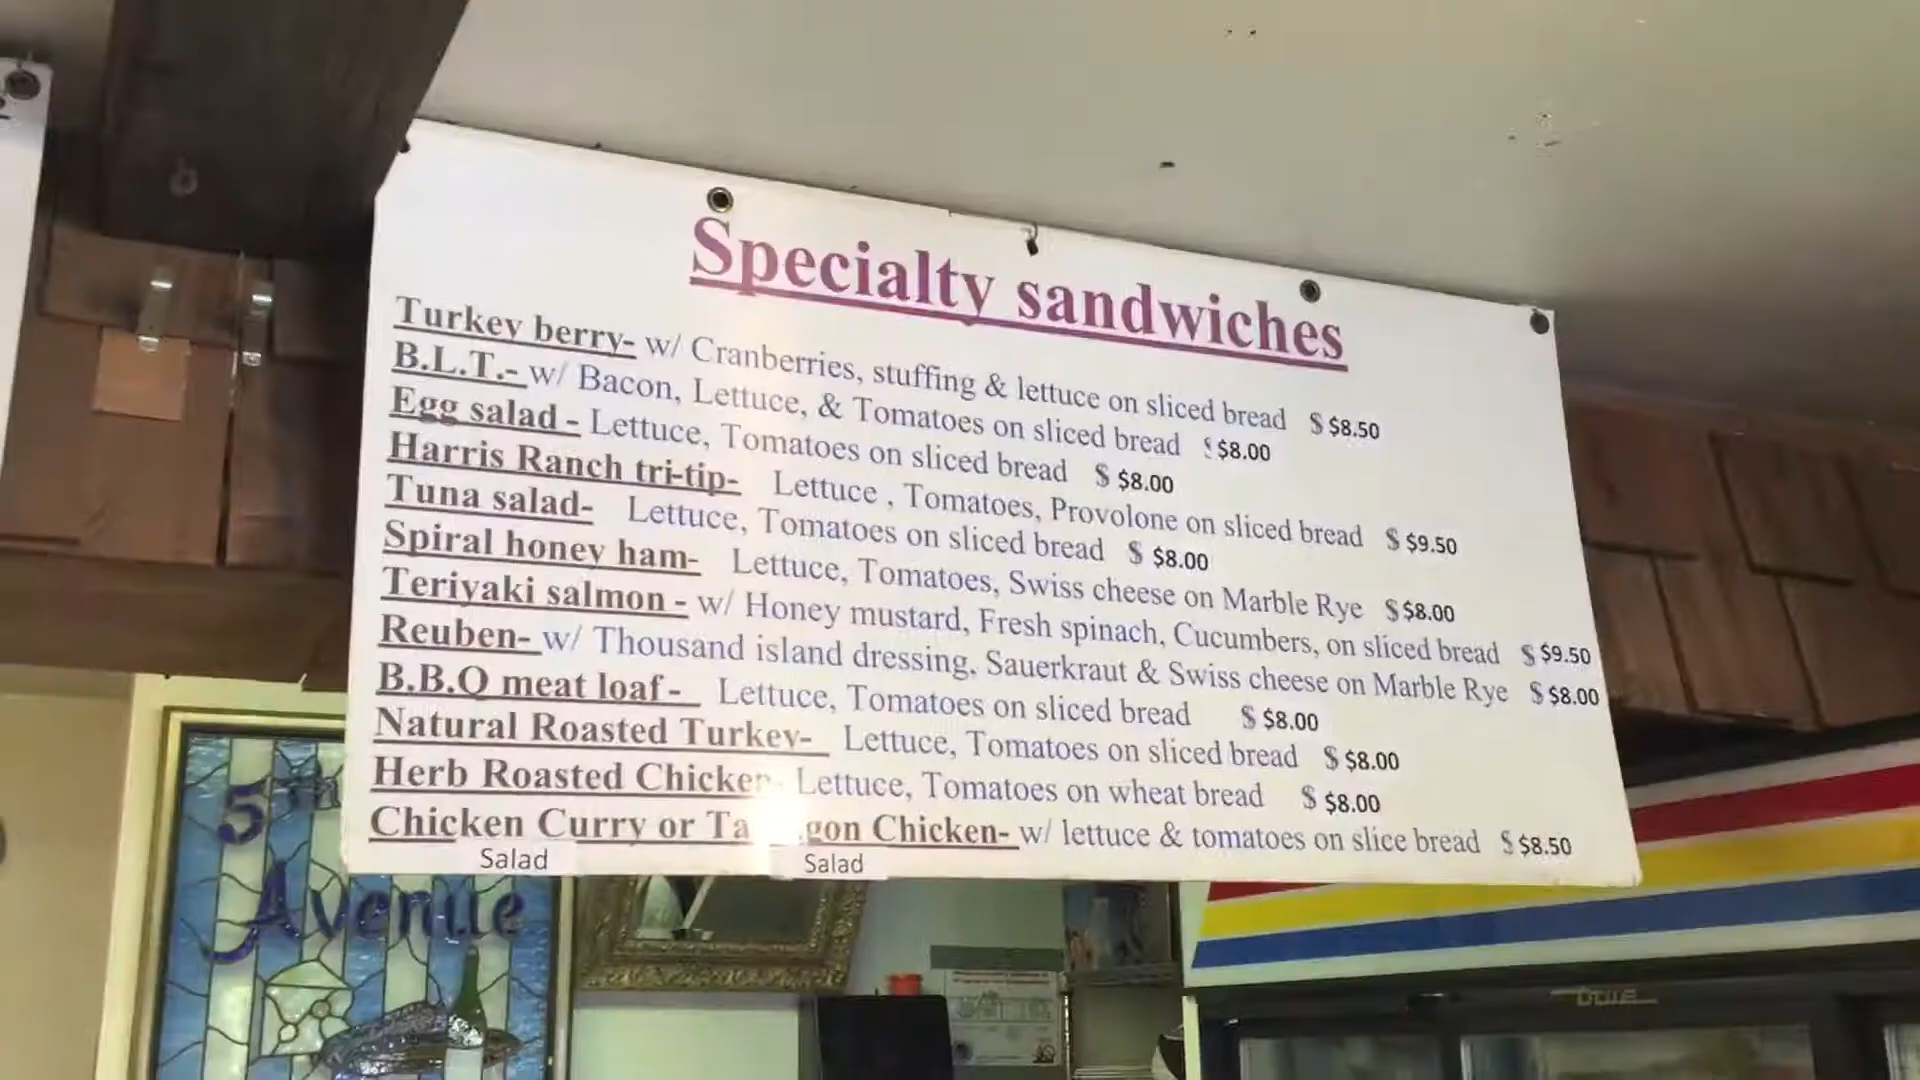 Specialty sandwiches
Turkey berry- w/ Cranberries, stuffing & lettuce on sliced bread $ $8.50
B.L.T.- w/ Bacon, Lettuce, & Tomatoes on sliced bread $ $8.00
Egg salad - Lettuce, Tomatoes on sliced bread $ $8.00
Harris Ranch tri-tip- Lettuce , Tomatoes, Provolone on sliced bread $ $9.50
Tuna salad- Lettuce, Tomatoes on sliced bread $ $8.00
Spiral honey ham- Lettuce, Tomatoes, Swiss cheese on Marble Rye $ $8.00
Teriyaki salmon - w/ Honey mustard, Fresh spinach, Cucumbers, on sliced bread $ $9.50
Reuben- w/ Thousand island dressing, Sauerkraut & Swiss cheese on Marble Rye $ $8.00
B.B.Q meat loaf - Lettuce, Tomatoes on sliced bread $ $8.00
Natural Roasted Turkey- Lettuce, Tomatoes on sliced bread $ $8.00
Herb Roasted Chicken- Lettuce, Tomatoes on wheat bread $ $8.00
Chicken Curry or Chicken- w/ lettuce & tomatoes on slice bread $ $8.50
Salad Salad
5th
Avenue